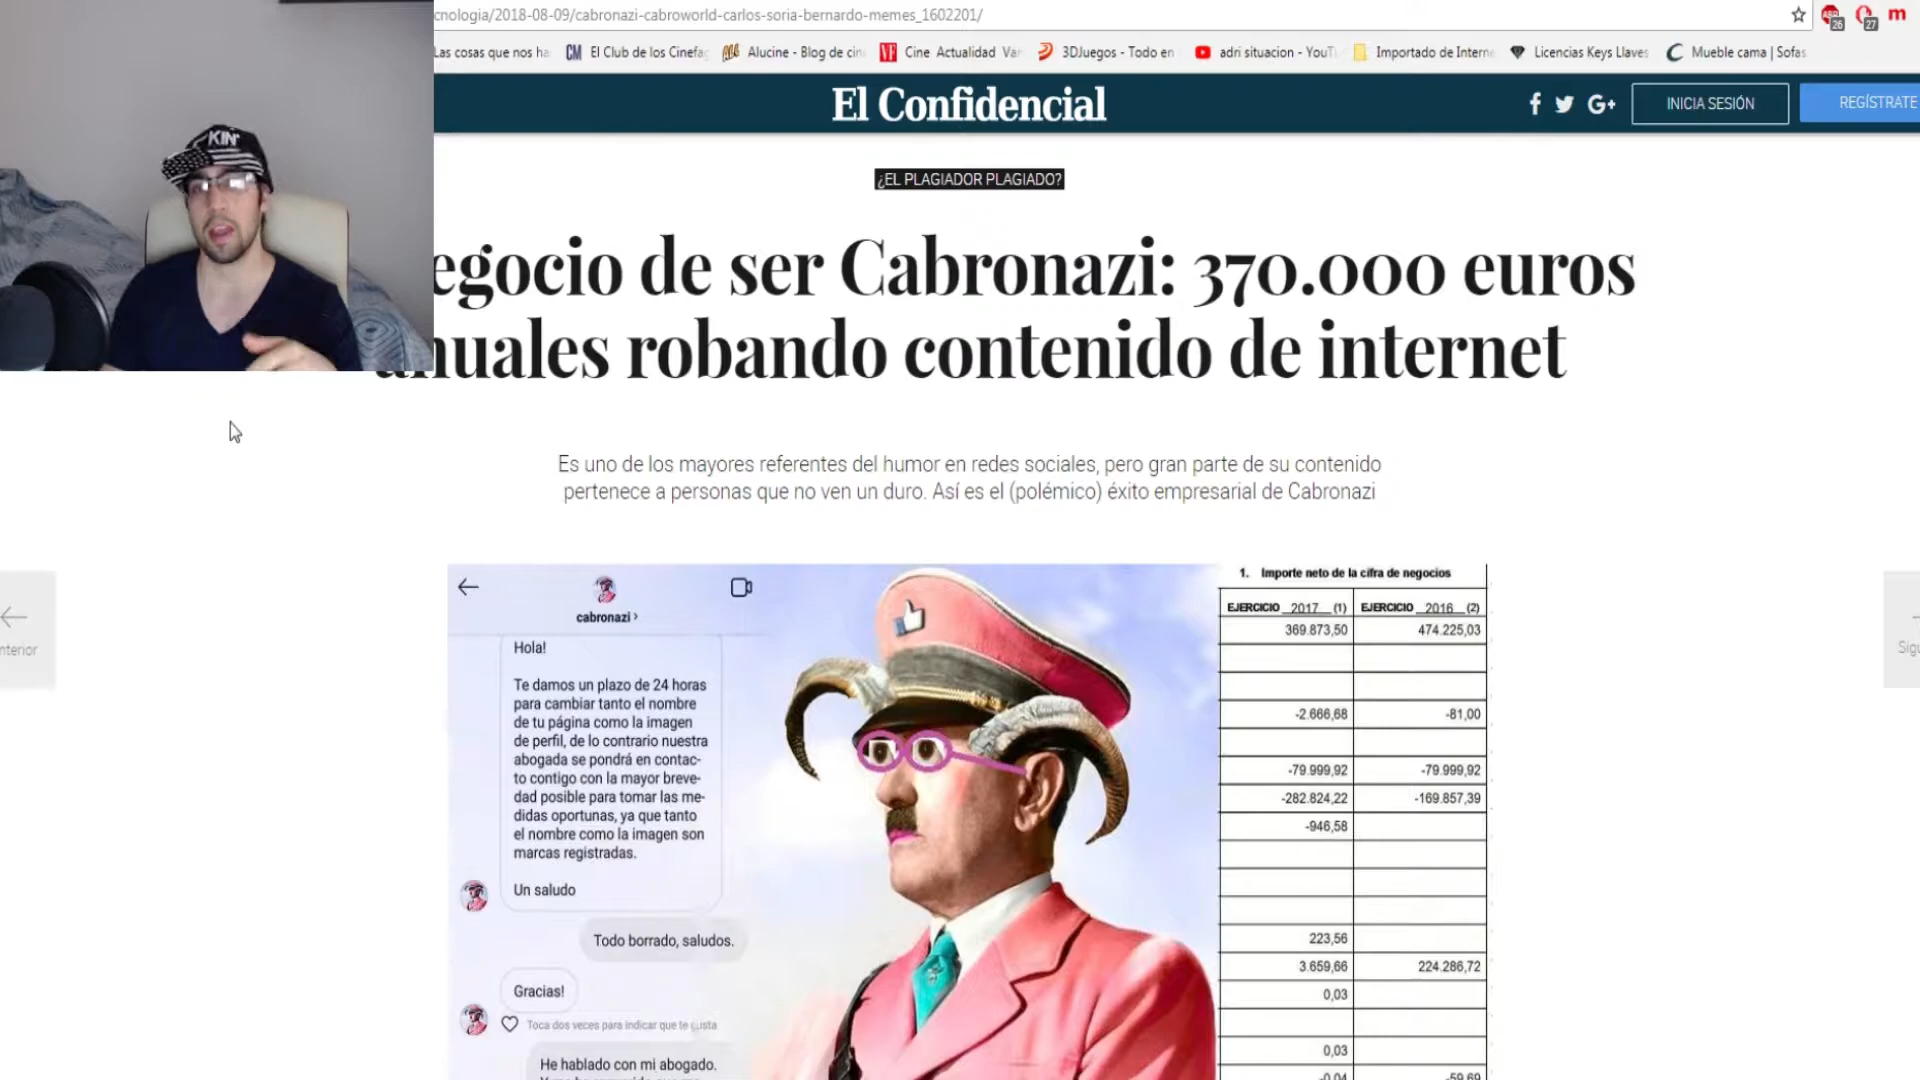 cnologia/2018-08-09/cabronazi-cabroworld-carlos-soria-bernardo-memes_1602201/
26
27
m
Las cosas que nos ha
CM El Club de los Cinefag
Alucine - Blog de cin
VF Cine Actualidad Van
3DJuegos - Todo en
adri situacion - YouTu
Importado de Interne
Licencias Keys Llaves
Mueble cama | Sofas
El Confidencial
INICIA SESIÓN
REGÍSTRATE
KIN'
¿EL PLAGIADOR PLAGIADO?
egocio de ser Cabronazi: 370.000 euros
anuales robando contenido de internet
Es uno de los mayores referentes del humor en redes sociales, pero gran parte de su contenido
pertenece a personas que no ven un duro. Así es el (polémico) éxito empresarial de Cabronazi
nterior
Sigu
cabronazi
Hola!
Te damos un plazo de 24 horas
para cambiar tanto el nombre
de tu página como la imagen
de perfil, de lo contrario nuestra
abogada se pondrá en contac-
to contigo con la mayor breve-
dad posible para tomar las me-
didas oportunas, ya que tanto
el nombre como la imagen son
marcas registradas.
Un saludo
Todo borrado, saludos.
Gracias!
Toca dos veces para indicar que te gusta
He hablado con mi abogado.
1. Importe neto de la cifra de negocios
EJERCICIO 2017 (1) EJERCICIO 2016 (2)
369.873,50 474.225,03
-2.666,68 -81,00
-79.999,92 -79.999,92
-282.824,22 -169.857,39
-946,58
223,56
3.659,66 224.286,72
0,03
0,03
-0,04 -59,69